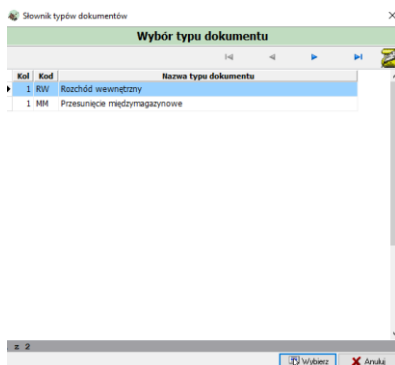 Słownik typów dokumentów
Wybór typu dokumentu
Kol Kod Nazwa typu dokumentu
1 RW Rozchód wewnętrzny
1 MM Przesunięcie międzymagazynowe
z 2
Wybierz Anuluj